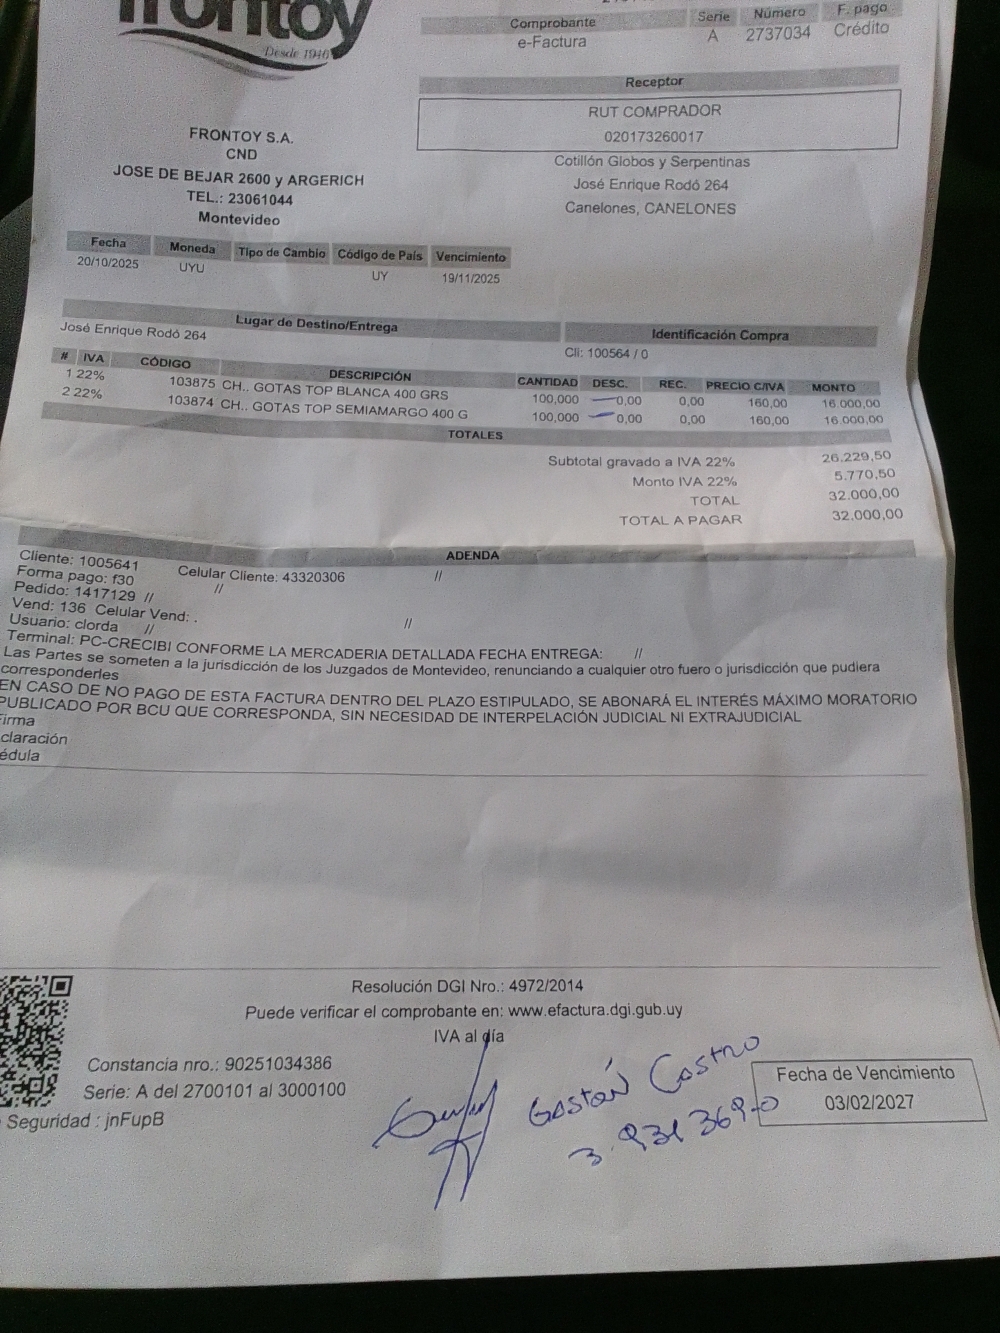 frontoy
Desde 1946
Comprobante Serie Número F. pago
e-Factura A 2737034 Crédito
Receptor
RUT COMPRADOR
020173260017
Cotillón Globos y Serpentinas
José Enrique Rodó 264
Canelones, CANELONES
FRONTOY S.A.
CND
JOSE DE BEJAR 2600 y ARGERICH
TEL.: 23061044
Montevideo
Fecha Moneda Tipo de Cambio Código de País Vencimiento
20/10/2025 UYU UY 19/11/2025
Lugar de Destino/Entrega Identificación Compra
José Enrique Rodó 264 Cli: 100564 / 0
# IVA CÓDIGO DESCRIPCIÓN CANTIDAD DESC. REC. PRECIO C/IVA MONTO
1 22% 103875 CH.. GOTAS TOP BLANCA 400 GRS 100,000 0,00 0,00 160,00 16.000,00
2 22% 103874 CH.. GOTAS TOP SEMIAMARGO 400 G 100,000 0,00 0,00 160,00 16.000,00
TOTALES
Subtotal gravado a IVA 22% 26.229,50
Monto IVA 22% 5.770,50
TOTAL 32.000,00
TOTAL A PAGAR 32.000,00
ADENDA
Cliente: 1005641 Celular Cliente: 43320306 //
Forma pago: f30 //
Pedido: 1417129 //
Vend: 136 Celular Vend: . //
Usuario: clorda //
Terminal: PC-CRECIBI CONFORME LA MERCADERIA DETALLADA FECHA ENTREGA: //
Las Partes se someten a la jurisdicción de los Juzgados de Montevideo, renunciando a cualquier otro fuero o jurisdicción que pudiera
corresponderles
EN CASO DE NO PAGO DE ESTA FACTURA DENTRO DEL PLAZO ESTIPULADO, SE ABONARÁ EL INTERÉS MÁXIMO MORATORIO
PUBLICADO POR BCU QUE CORRESPONDA, SIN NECESIDAD DE INTERPELACIÓN JUDICIAL NI EXTRAJUDICIAL
Firma
claración
édula
Resolución DGI Nro.: 4972/2014
Puede verificar el comprobante en: www.efactura.dgi.gub.uy
IVA al día
Constancia nro.: 90251034386
Serie: A del 2700101 al 3000100
Seguridad : jnFupB
Gastón Castro
3.931369-0
Fecha de Vencimiento
03/02/2027